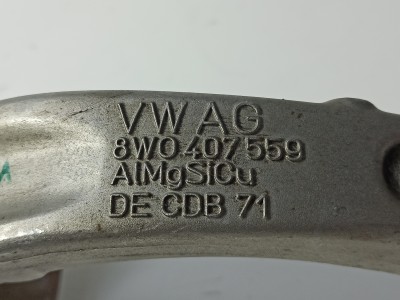 VW AG
8W0 407 559
AlMgSiCu
DE CDB 71